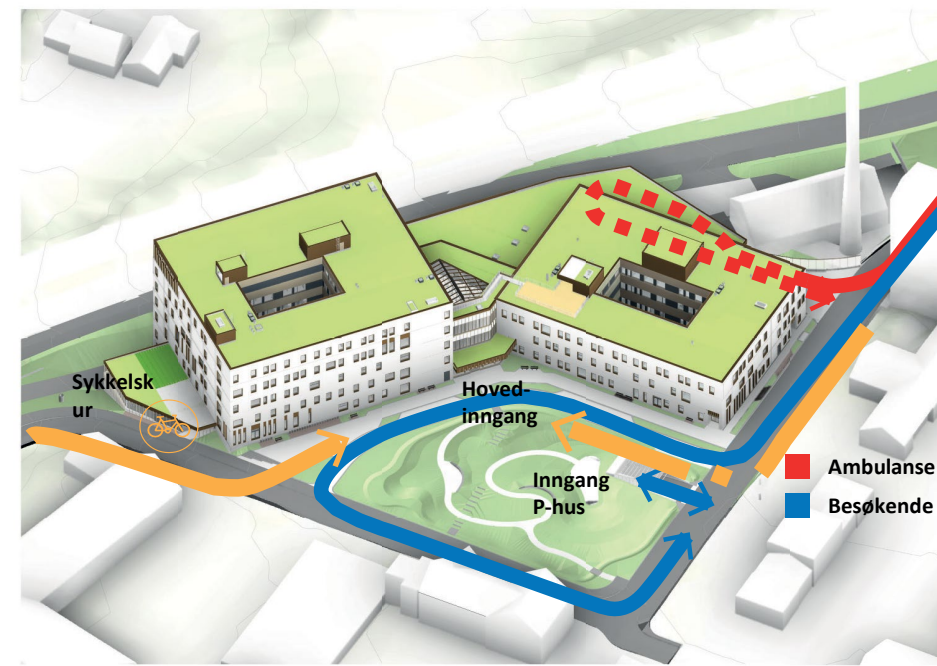 Sykkelsk
ur
Hoved-
inngang
Inngang
P-hus
Ambulanse
Besøkende